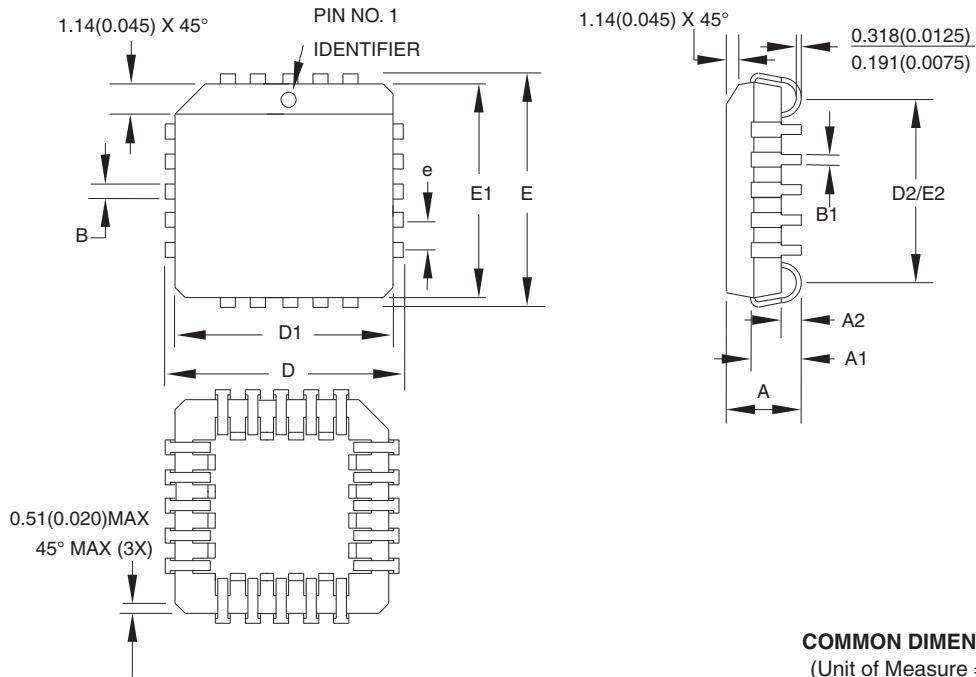 1.14(0.045) X 45°
PIN NO. 1
IDENTIFIER
1.14(0.045) X 45°
0.318(0.0125)
0.191(0.0075)
e
E1
E
B
B1
D2/E2
D1
D
A2
A1
A
0.51(0.020)MAX
45° MAX (3X)
COMMON DIMEN
(Unit of Measure =